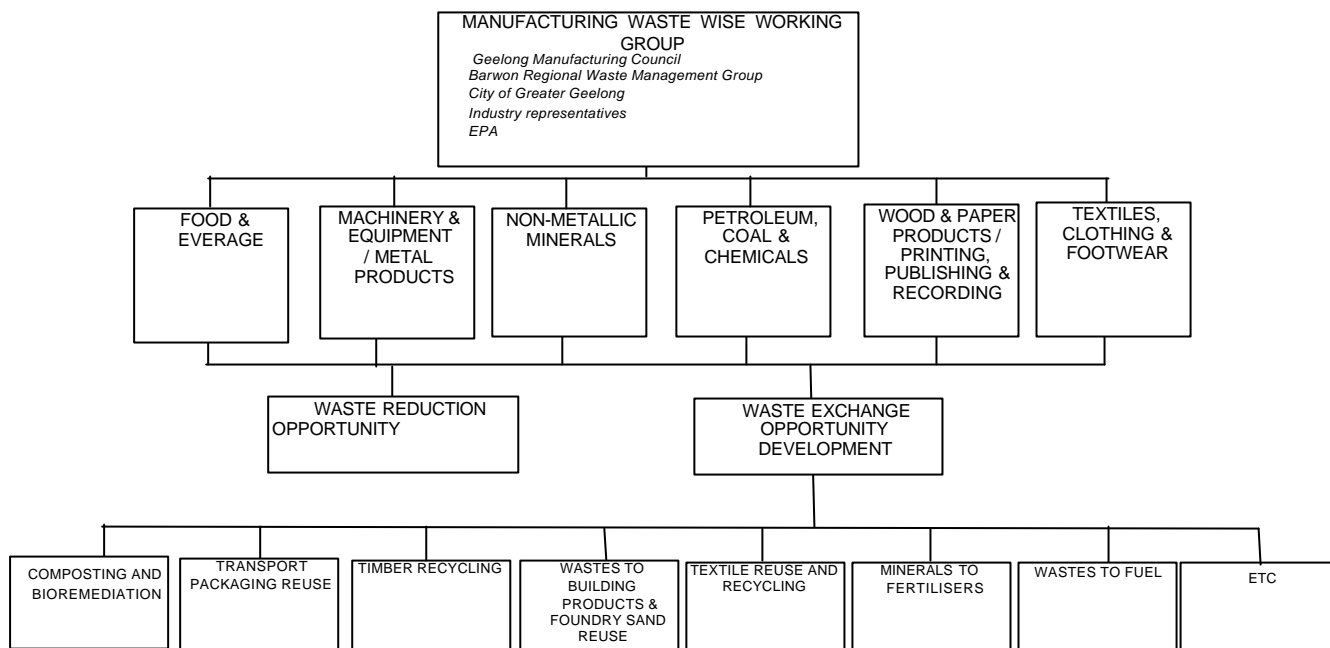 MANUFACTURING WASTE WISE WORKING
GROUP
Geelong Manufacturing Council
Barwon Regional Waste Management Group
City of Greater Geelong
Industry representatives
EPA
FOOD &
EVERAGE
MACHINERY &
EQUIPMENT
/ METAL
PRODUCTS
NON-METALLIC
MINERALS
PETROLEUM,
COAL &
CHEMICALS
WOOD & PAPER
PRODUCTS /
PRINTING,
PUBLISHING &
RECORDING
TEXTILES,
CLOTHING &
FOOTWEAR
WASTE REDUCTION
OPPORTUNITY
WASTE EXCHANGE
OPPORTUNITY
DEVELOPMENT
COMPOSTING AND
BIOREMEDIATION
TRANSPORT
PACKAGING REUSE
TIMBER RECYCLING
WASTES TO
BUILDING
PRODUCTS &
FOUNDRY SAND
REUSE
TEXTILE REUSE AND
RECYCLING
MINERALS TO
FERTILISERS
WASTES TO FUEL
ETC